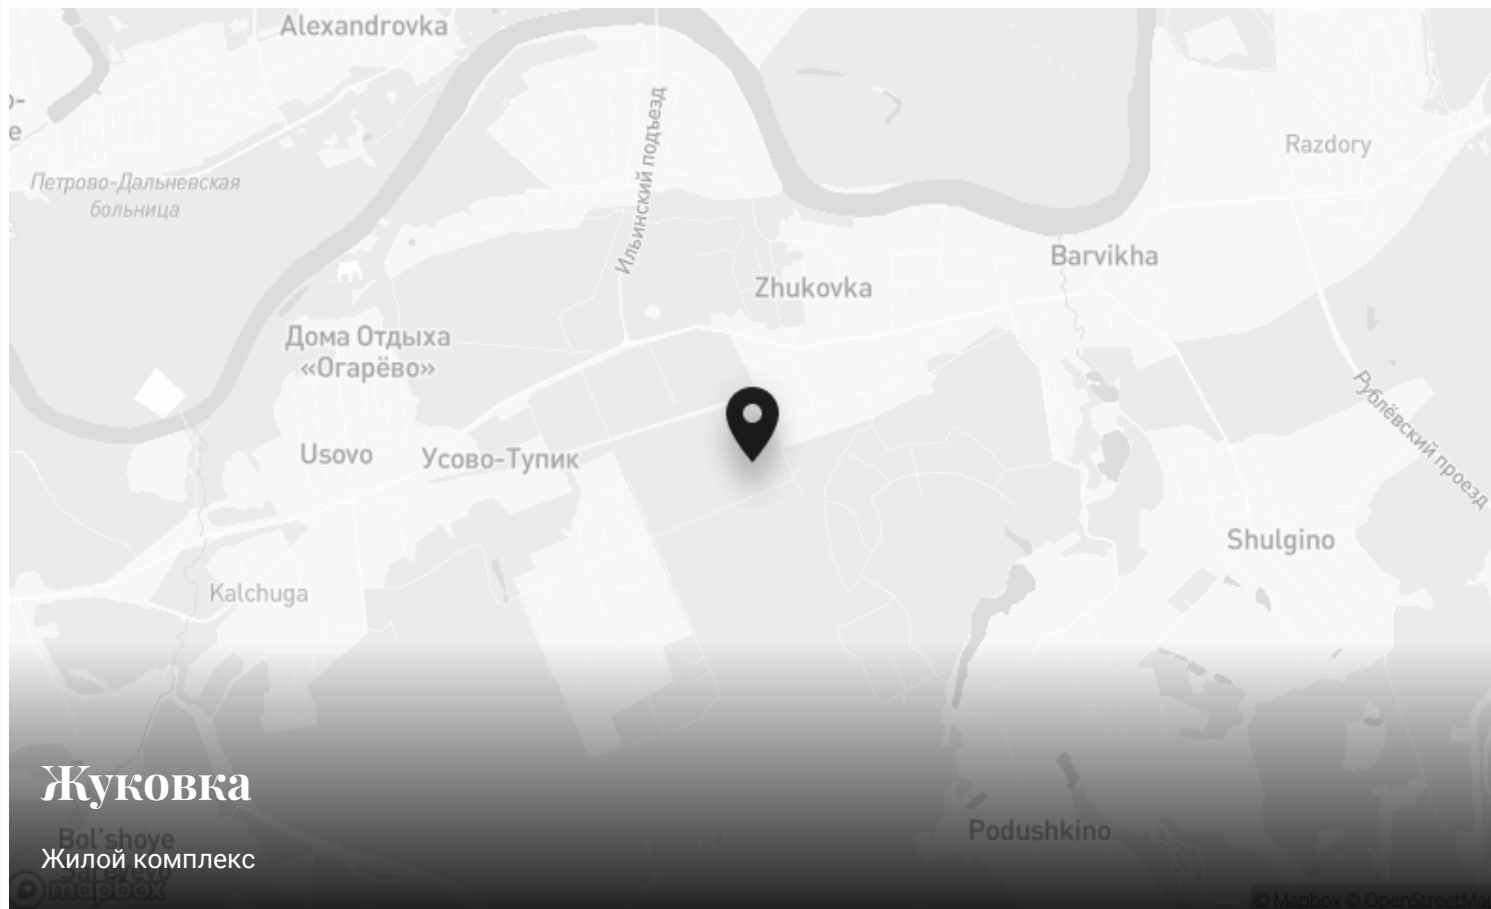 Alexandrovka
о-
е
Петрово-Дальневская
больница
Ильинский подъезд
Razdory
Barvikha
Zhukovka
Дома Отдыха
«Огарёво»
Usovo
Усово-Тупик
Рублёвский проезд
Shulgino
Kalchuga
Жуковка
Bol'shoye
Sareyevo
Жилой комплекс
Podushkino
mapbox
© Mapbox © OpenStreetMap